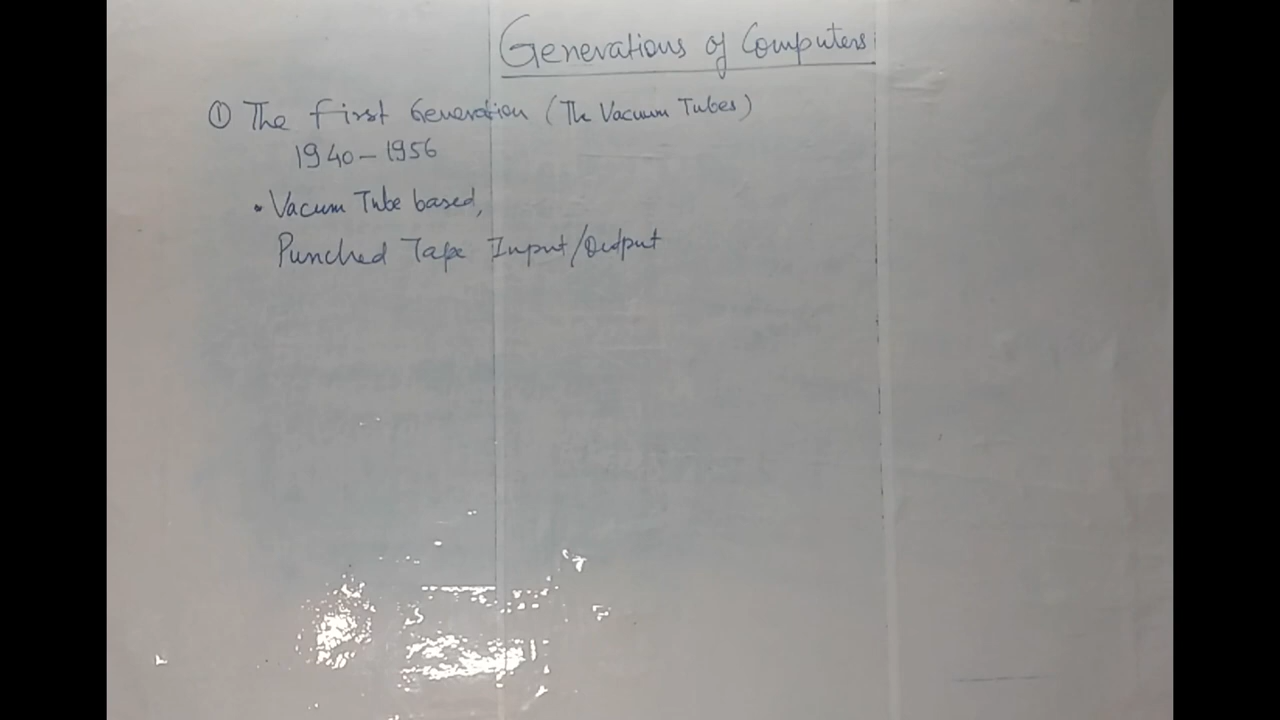 Generations of Computers
① The First Generation (The Vacuum Tubes)
1940-1956
• Vacum Tube based,
Punched Tape Input/Output